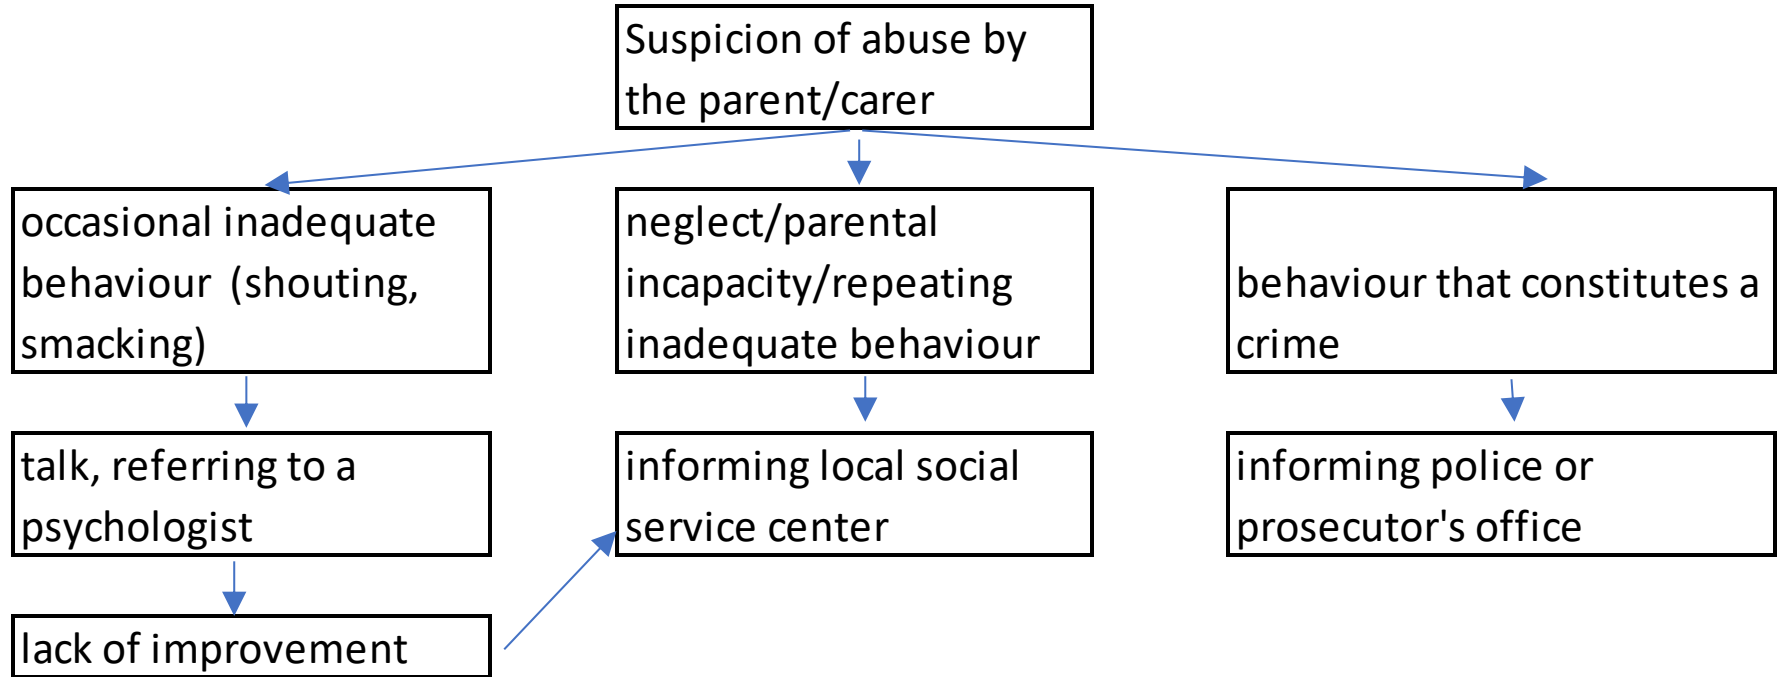 Suspicion of abuse by
the parent/carer
occasional inadequate
behaviour (shouting,
smacking)
neglect/parental
incapacity/repeating
inadequate behaviour
behaviour that constitutes a
crime
talk, referring to a
psychologist
informing local social
service center
informing police or
prosecutor's office
lack of improvement